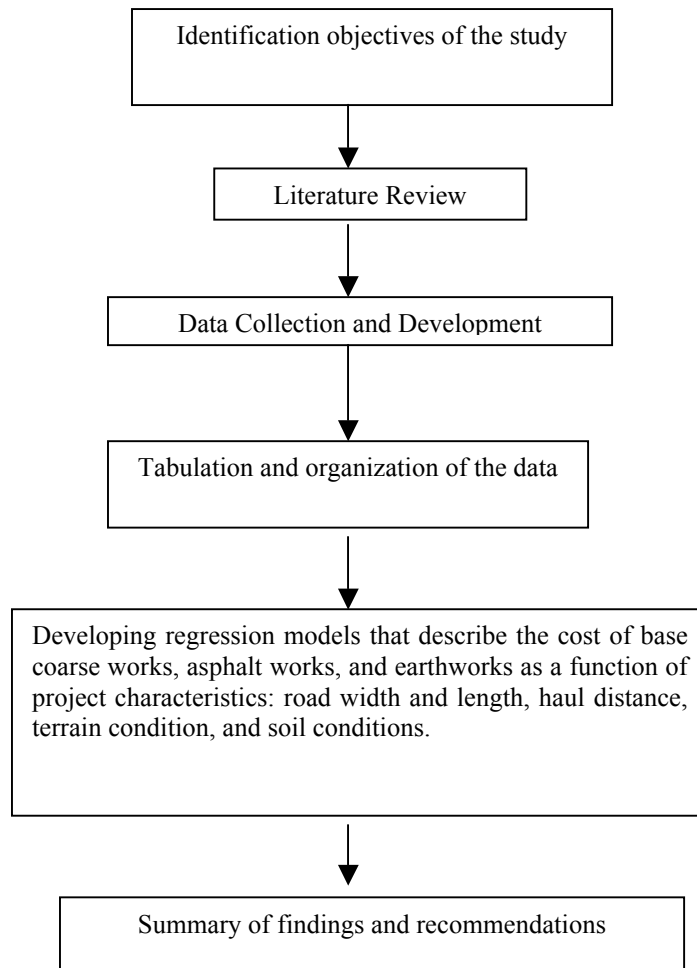 Identification objectives of the study
Literature Review
Data Collection and Development
Tabulation and organization of the data
Developing regression models that describe the cost of base
coarse works, asphalt works, and earthworks as a function of
project characteristics: road width and length, haul distance,
terrain condition, and soil conditions.
Summary of findings and recommendations